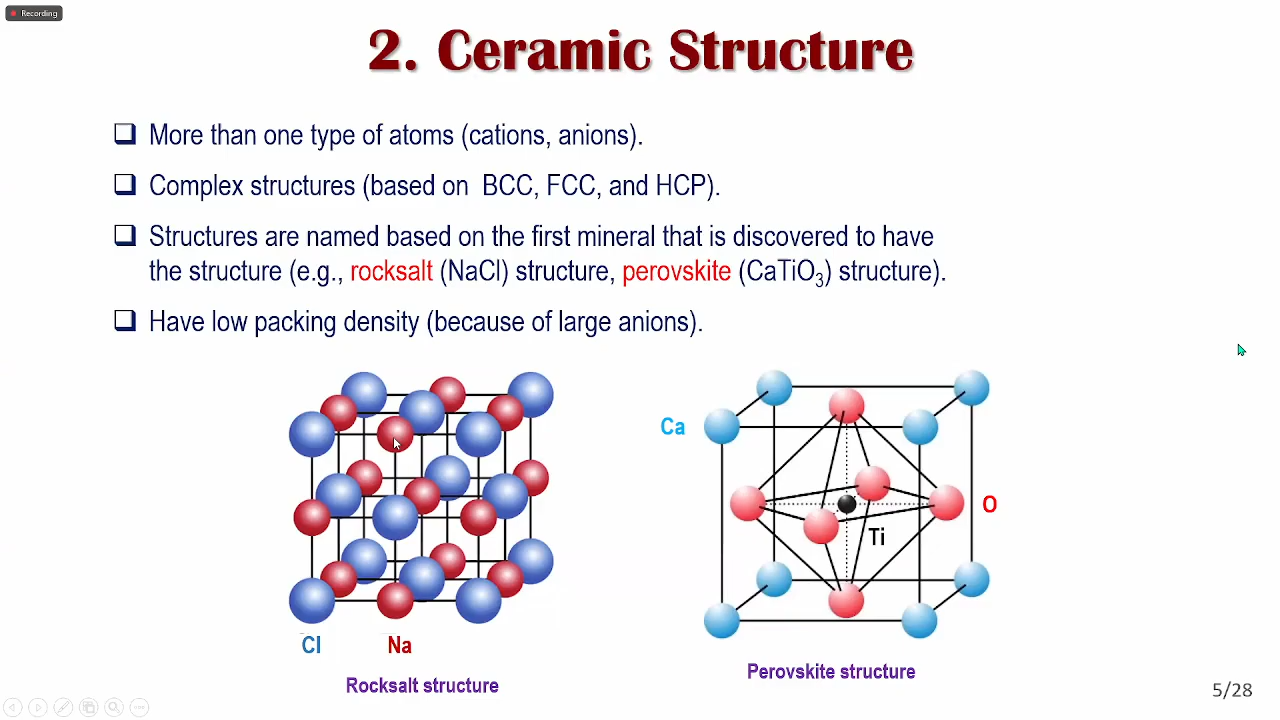 Recording
2. Ceramic Structure
❑ More than one type of atoms (cations, anions).
❑ Complex structures (based on BCC, FCC, and HCP).
❑ Structures are named based on the first mineral that is discovered to have
the structure (e.g., rocksalt (NaCl) structure, perovskite (CaTiO₃) structure).
❑ Have low packing density (because of large anions).
Ca
O
Ti
Cl
Na
Rocksalt structure
Perovskite structure
5/28